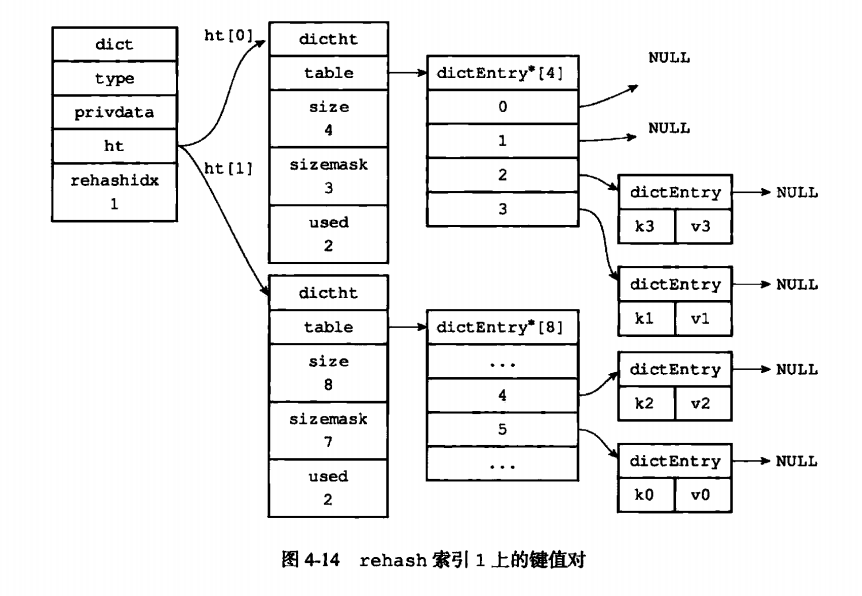 dict
type
privdata
ht
rehashidx
1
ht[0]
ht[1]
dictht
table
size
4
sizemask
3
used
2
dictEntry*[4]
0
1
2
3
NULL
NULL
dictEntry
k3 v3
NULL
dictEntry
k1 v1
NULL
dictht
table
size
8
sizemask
7
used
2
dictEntry*[8]
...
4
5
...
dictEntry
k2 v2
NULL
dictEntry
k0 v0
NULL
图 4-14 rehash 索引 1 上的键值对